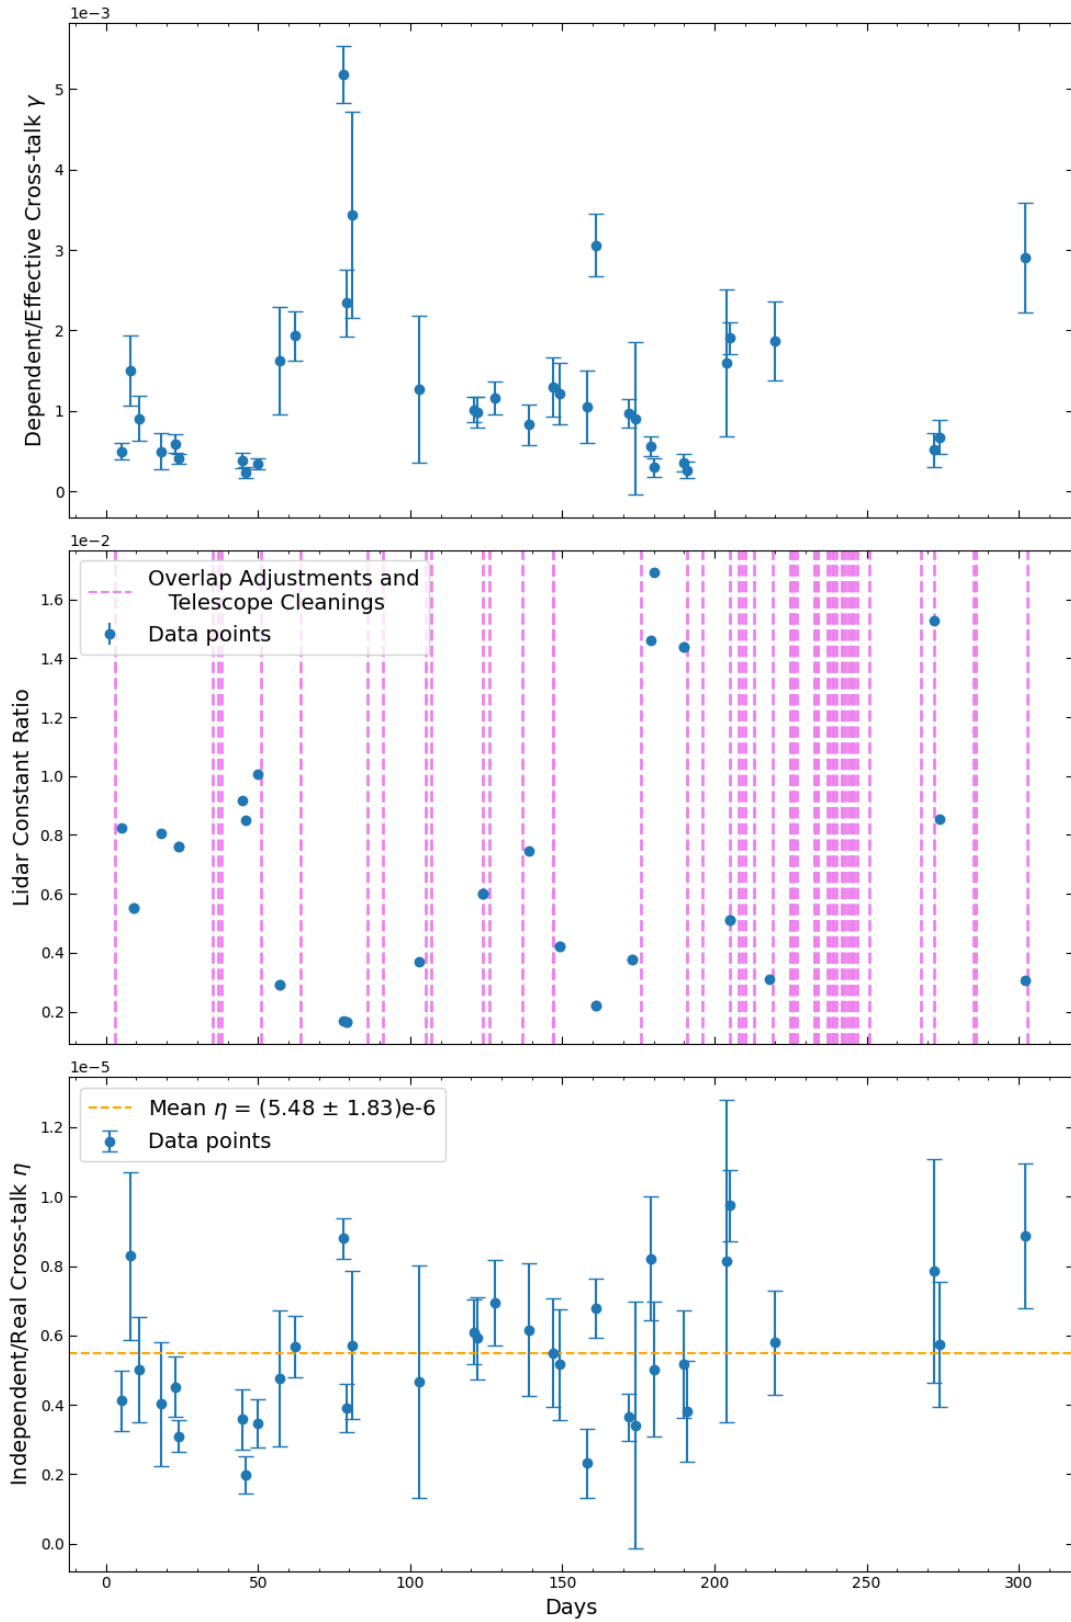 1e−3
Dependent/Effective Cross-talk γ
5
4
3
2
1
0
1e−2
Overlap Adjustments and
Telescope Cleanings
Data points
Lidar Constant Ratio
1.6
1.4
1.2
1.0
0.8
0.6
0.4
0.2
1e−5
Mean η = (5.48 ± 1.83)e-6
Data points
Independent/Real Cross-talk η
1.2
1.0
0.8
0.6
0.4
0.2
0.0
0 50 100 150 200 250 300
Days